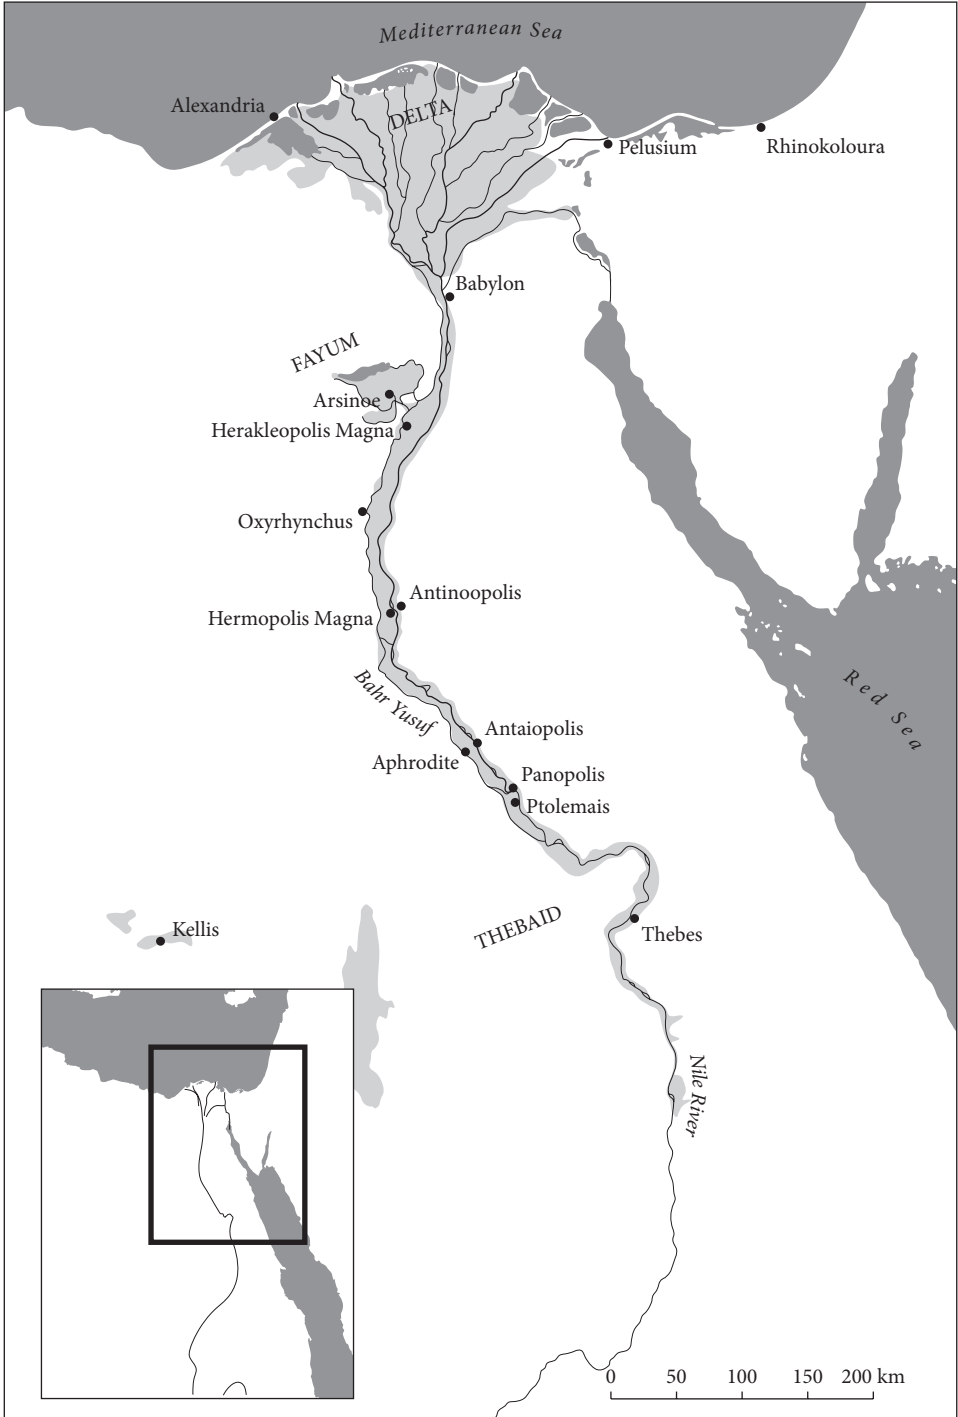 Mediterranean Sea
Alexandria
DELTA
Pelusium
Rhinokoloura
Babylon
FAYUM
Arsinoe
Herakleopolis Magna
Oxyrhynchus
Antinoopolis
Hermopolis Magna
Bahr Yusuf
Red Sea
Antaiopolis
Aphrodite
Panopolis
Ptolemais
THEBAID
Kellis
Thebes
Nile River
0 50 100 150 200 km